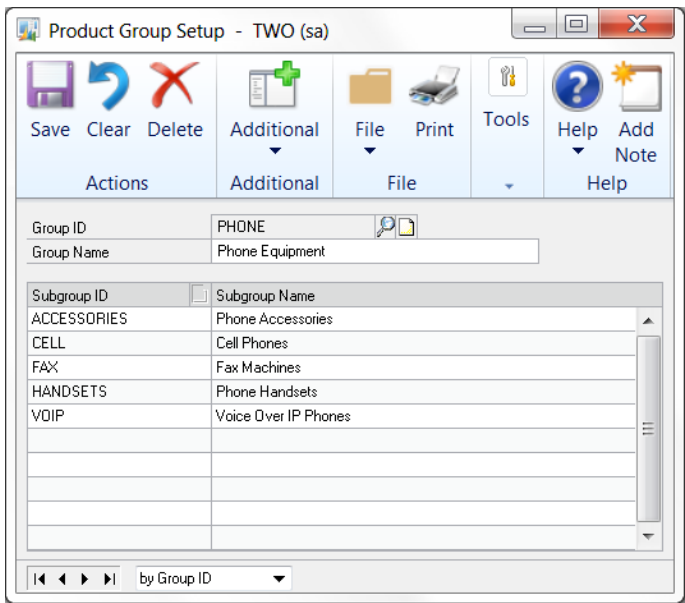 Product Group Setup - TWO (sa)
Save Clear Delete Additional File Print Tools Help Add Note
Actions Additional File Help
Group ID PHONE
Group Name Phone Equipment
Subgroup ID Subgroup Name
ACCESSORIES Phone Accessories
CELL Cell Phones
FAX Fax Machines
HANDSETS Phone Handsets
VOIP Voice Over IP Phones
by Group ID